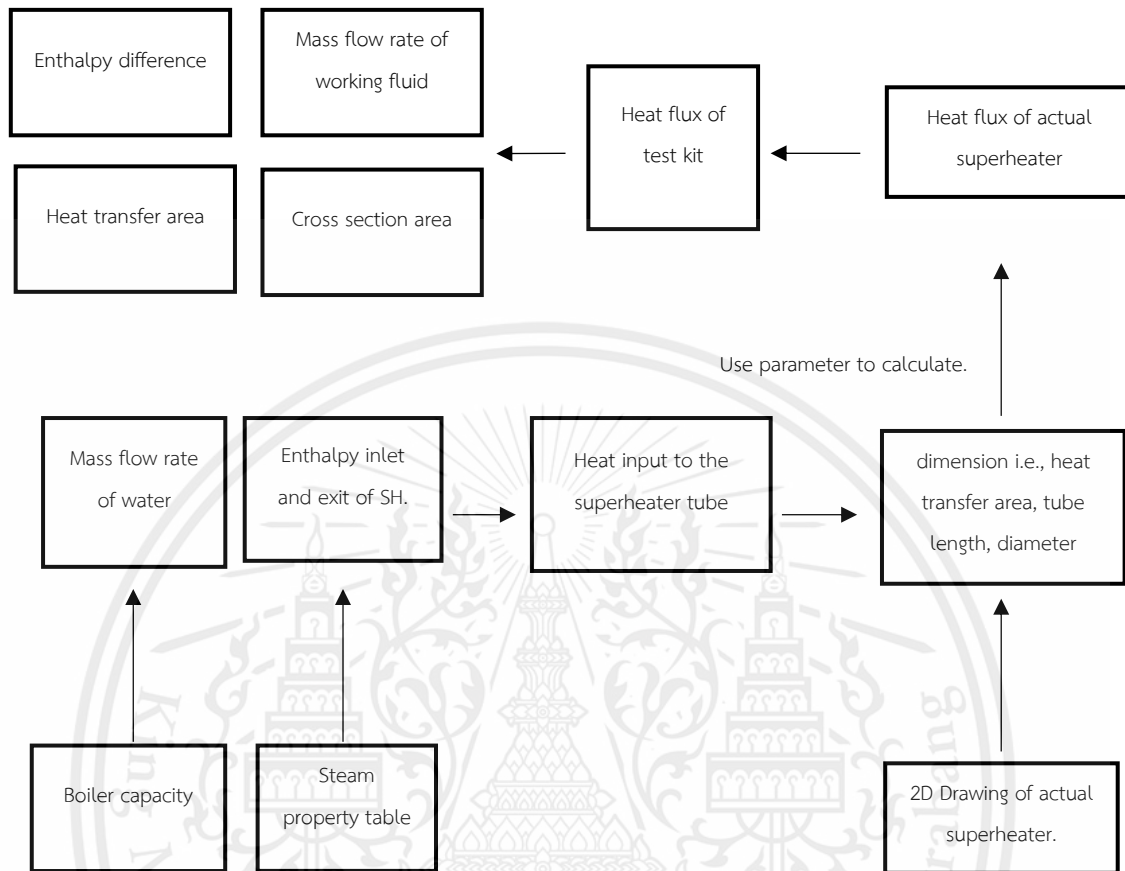 Enthalpy difference
Mass flow rate of
working fluid
Heat flux of
test kit
Heat flux of actual
superheater
Heat transfer area
Cross section area
Use parameter to calculate.
Mass flow rate
of water
Enthalpy inlet
and exit of SH.
Heat input to the
superheater tube
dimension i.e., heat
transfer area, tube
length, diameter
Boiler capacity
Steam
property table
2D Drawing of actual
superheater.
King